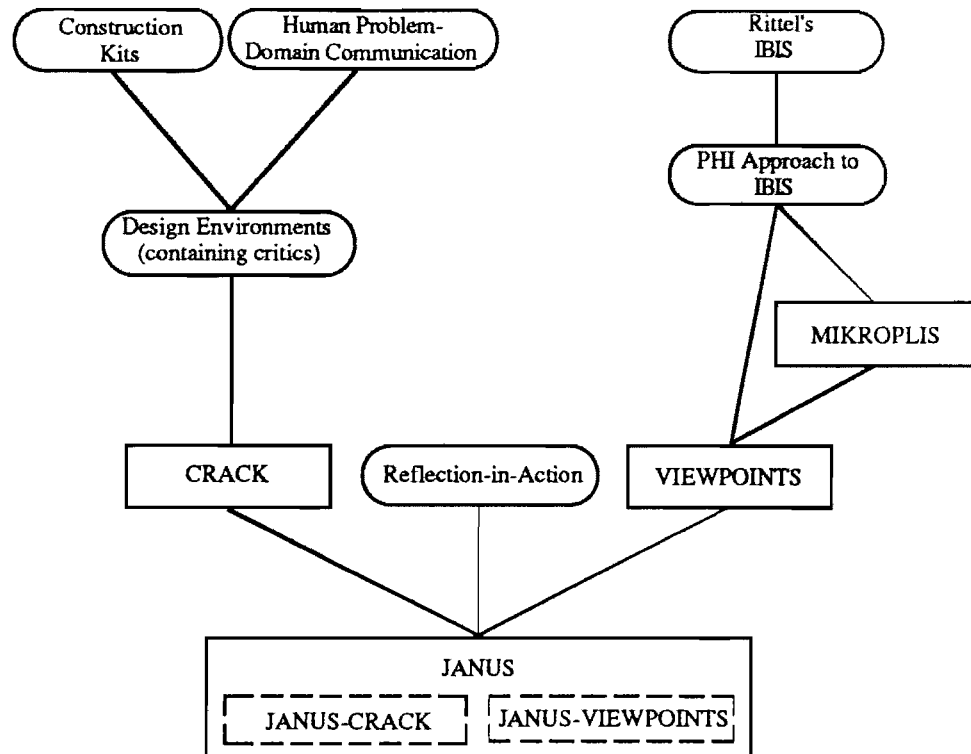 Construction
Kits
Human Problem-
Domain Communication
Rittel's
IBIS
PHI Approach to
IBIS
Design Environments
(containing critics)
MIKROPLIS
CRACK
Reflection-in-Action
VIEWPOINTS
JANUS
JANUS-CRACK
JANUS-VIEWPOINTS